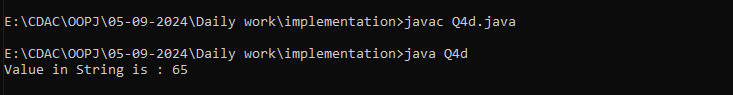 E:\CDAC\OOPJ\05-09-2024\Daily work\implementation>javac Q4d.java
E:\CDAC\OOPJ\05-09-2024\Daily work\implementation>java Q4d
Value in String is : 65